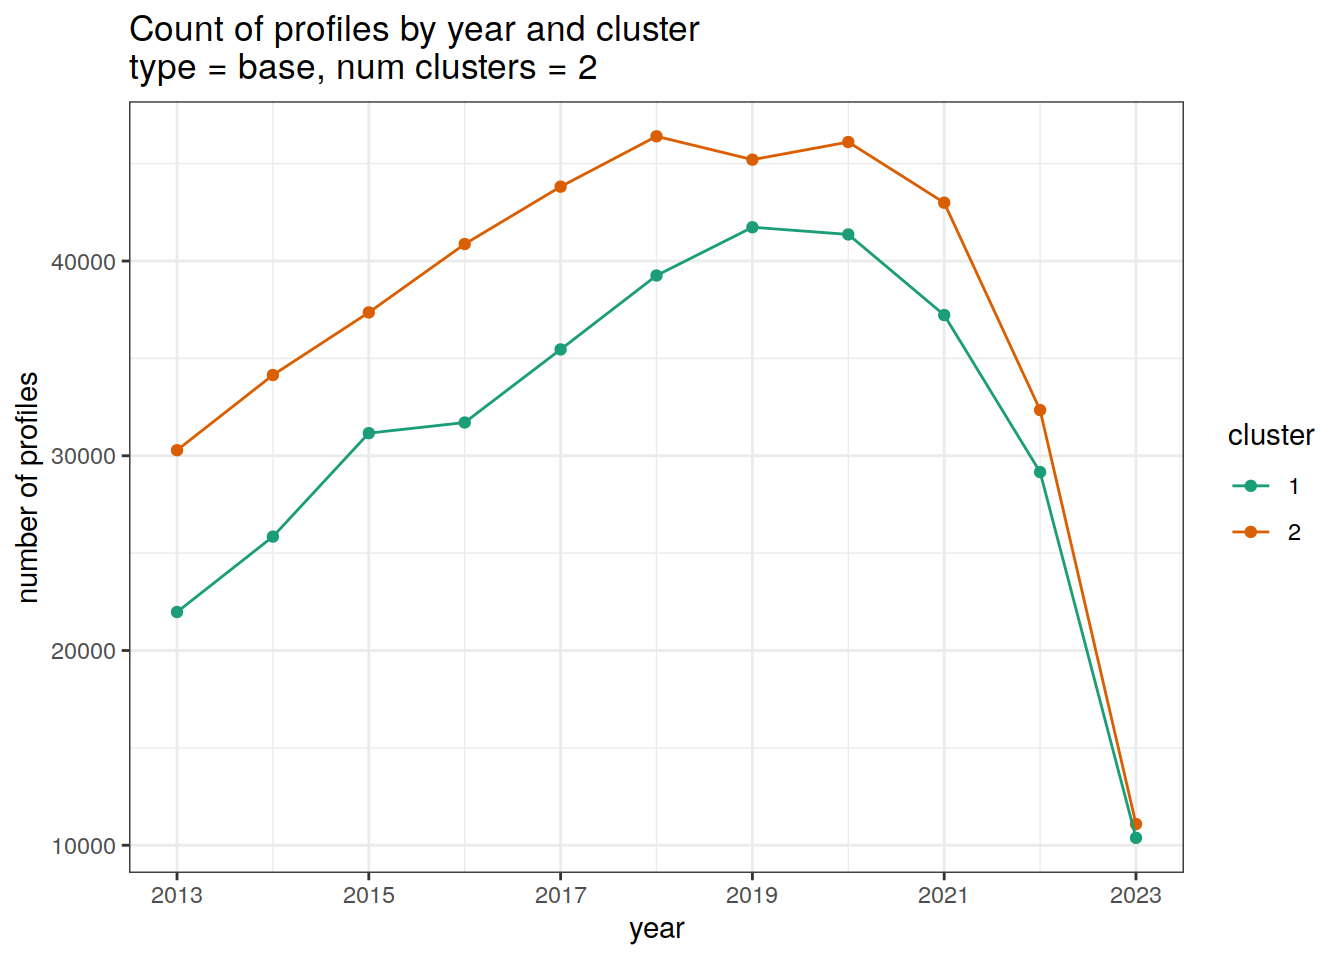 Count of profiles by year and cluster
type = base, num clusters = 2
number of profiles
40000
30000
20000
10000
2013 2015 2017 2019 2021 2023
year
cluster
1
2